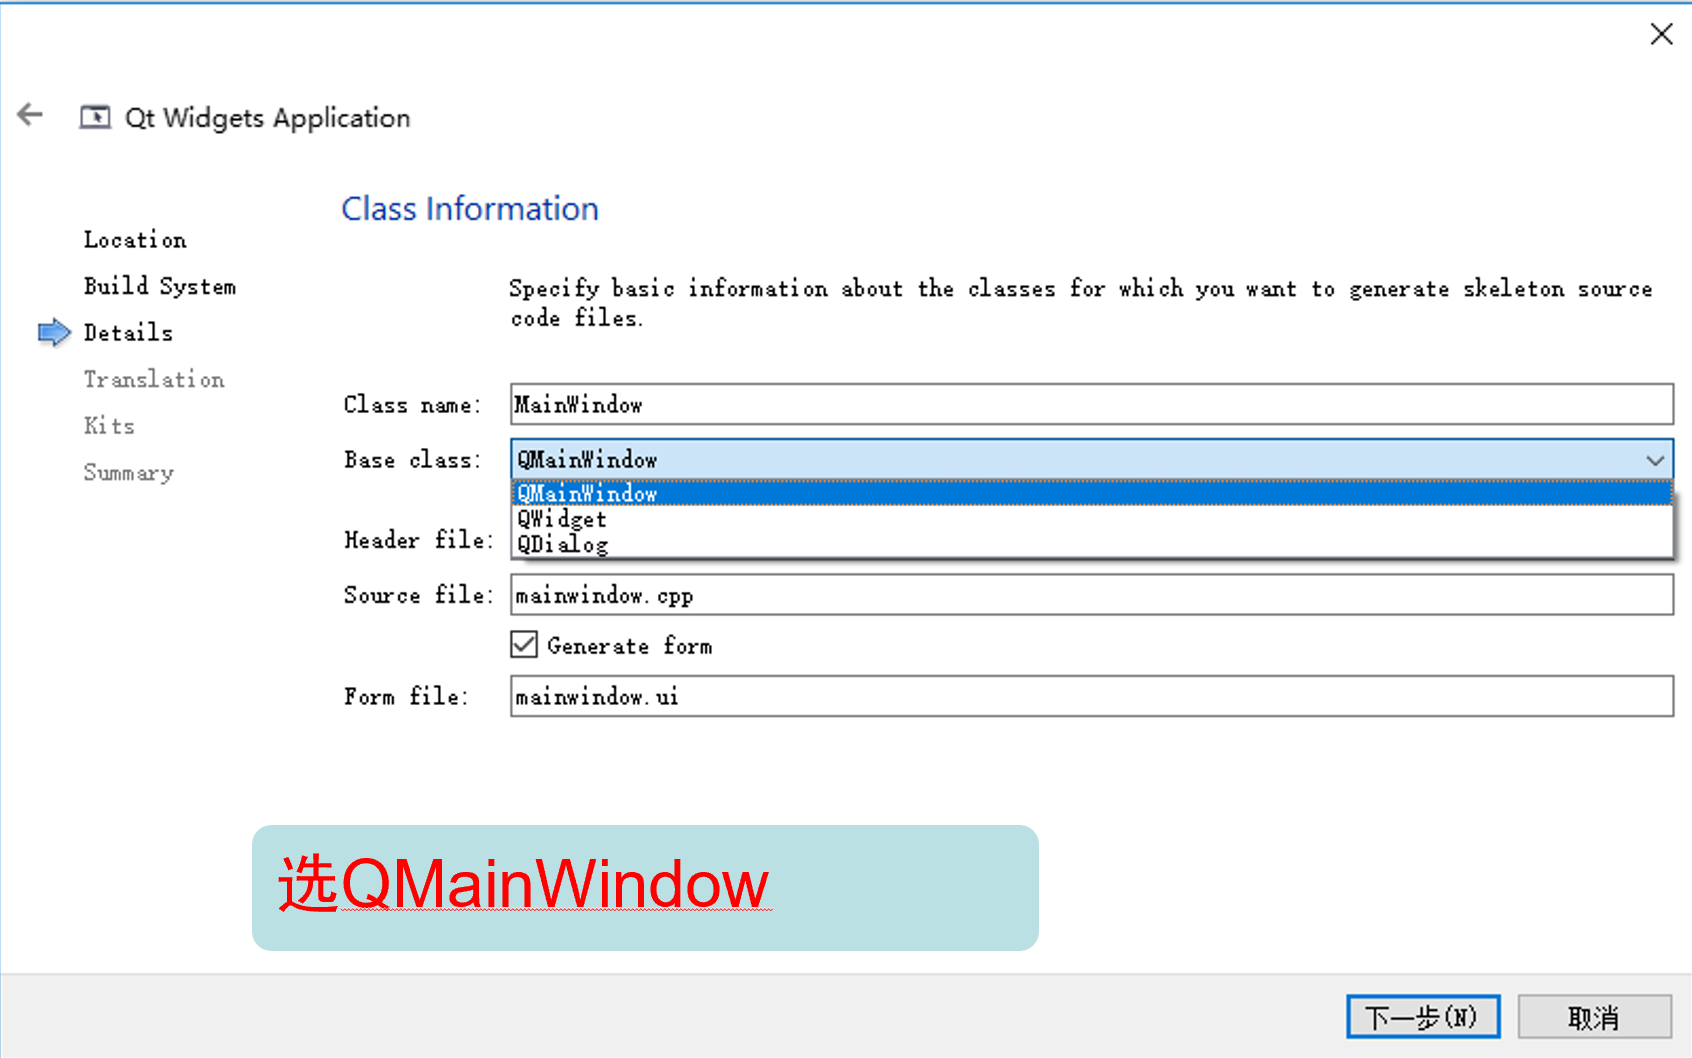 Qt Widgets Application
Class Information
Location
Build System
Details
Translation
Kits
Summary
Specify basic information about the classes for which you want to generate skeleton source
code files.
Class name: MainWindow
Base class: QMainWindow
QMainWindow
QWidget
QDialog
Header file:
Source file: mainwindow.cpp
Generate form
Form file: mainwindow.ui
选QMainWindow
下一步(N)
取消